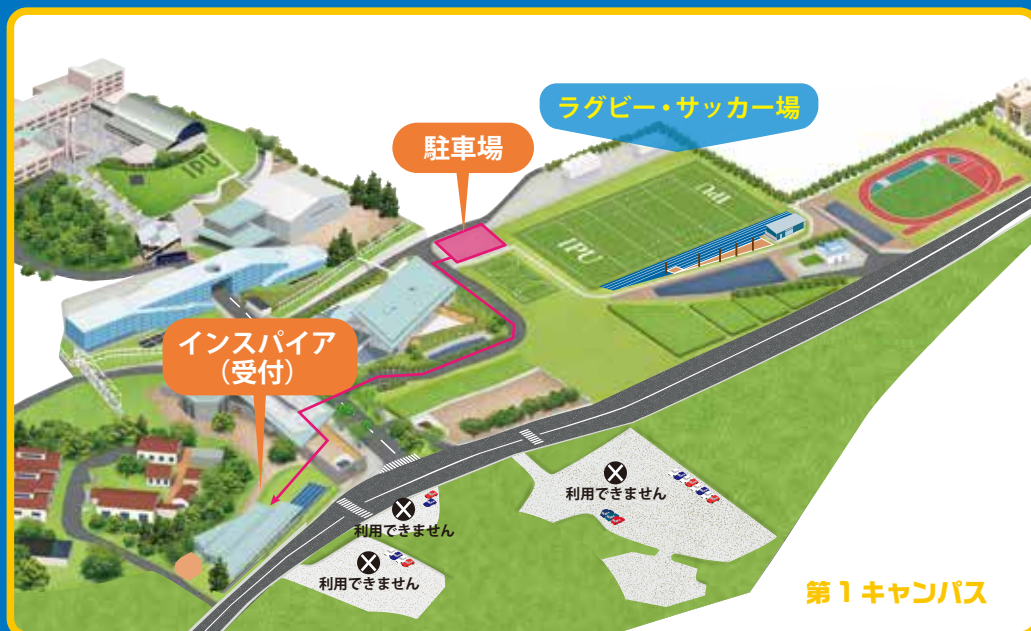 ラグビー・サッカー場
駐車場
IPU
IPU
IPU
インスパイア
（受付）
利用できません
利用できません
利用できません
第1キャンパス